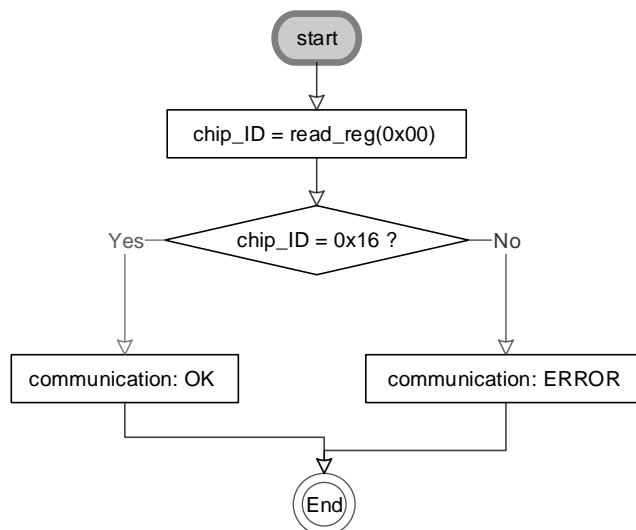 start
chip_ID = read_reg(0x00)
Yes
chip_ID = 0x16 ?
No
communication: OK
communication: ERROR
End